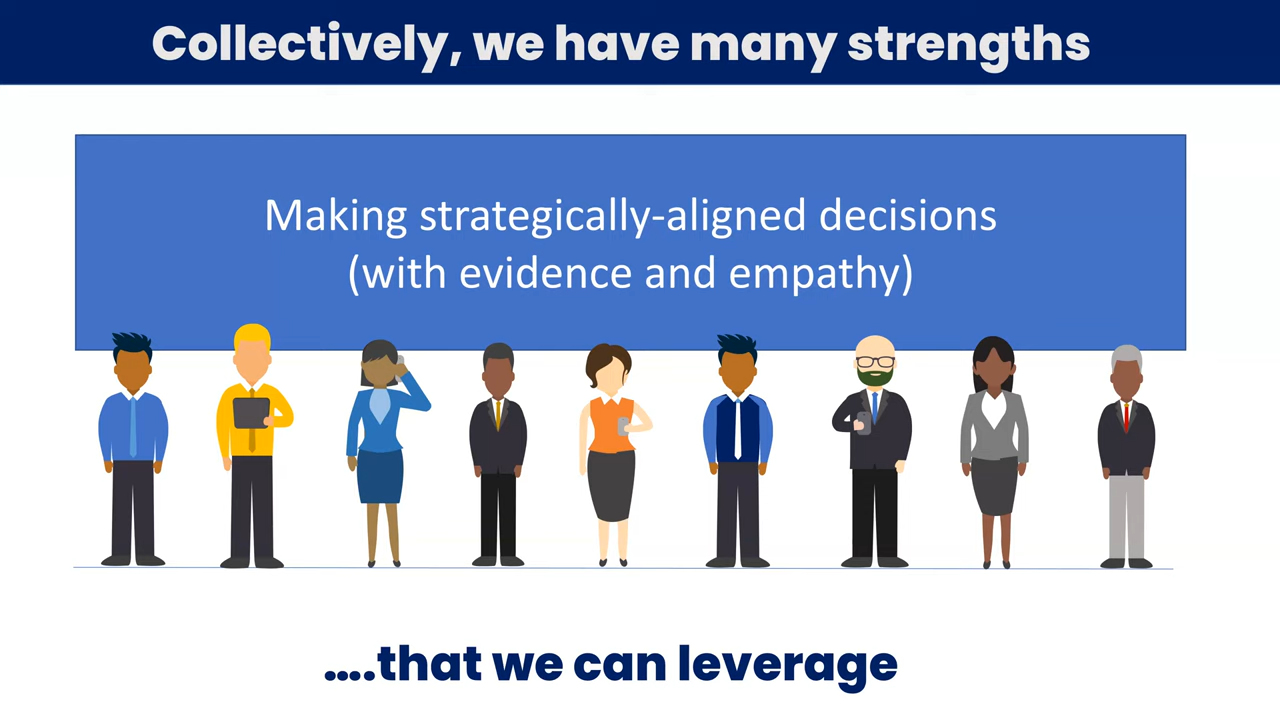 Collectively, we have many strengths
Making strategically-aligned decisions
(with evidence and empathy)
....that we can leverage